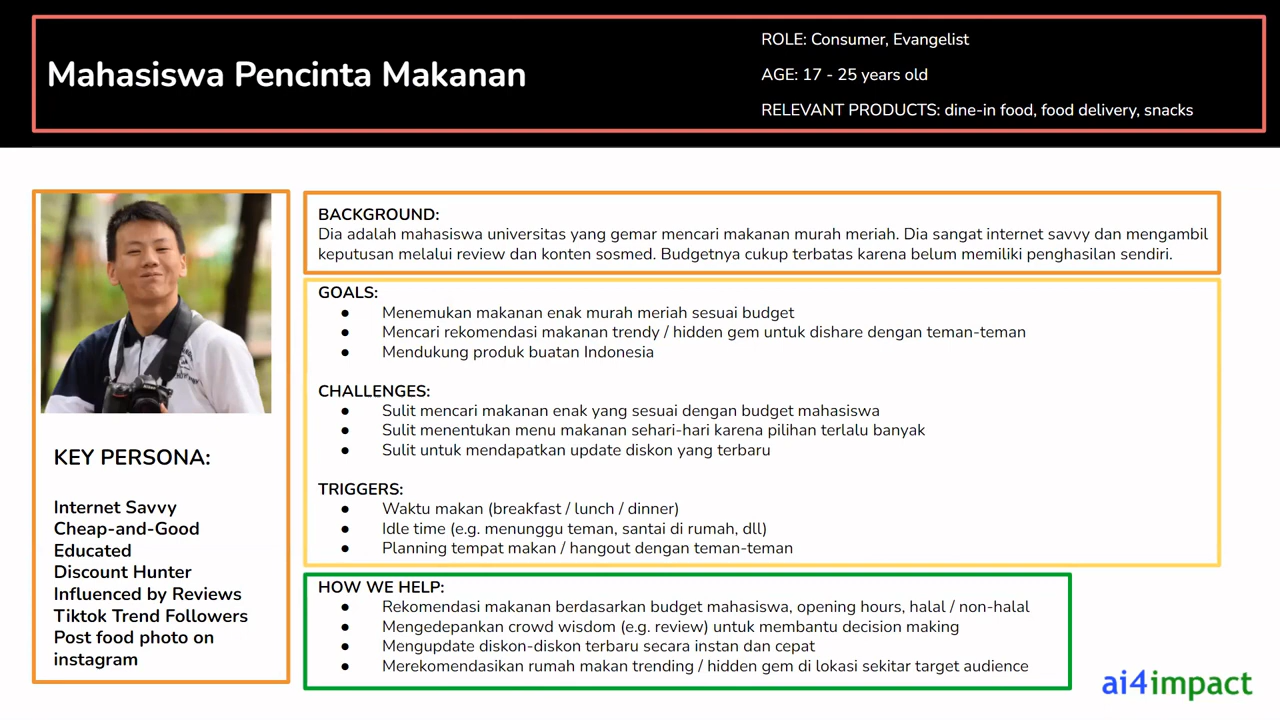 Mahasiswa Pencinta Makanan
ROLE: Consumer, Evangelist
AGE: 17 - 25 years old
RELEVANT PRODUCTS: dine-in food, food delivery, snacks
KEY PERSONA:
Internet Savvy
Cheap-and-Good
Educated
Discount Hunter
Influenced by Reviews
Tiktok Trend Followers
Post food photo on
instagram
BACKGROUND:
Dia adalah mahasiswa universitas yang gemar mencari makanan murah meriah. Dia sangat internet savvy dan mengambil
keputusan melalui review dan konten sosmed. Budgetnya cukup terbatas karena belum memiliki penghasilan sendiri.
GOALS:
● Menemukan makanan enak murah meriah sesuai budget
● Mencari rekomendasi makanan trendy / hidden gem untuk dishare dengan teman-teman
● Mendukung produk buatan Indonesia
CHALLENGES:
● Sulit mencari makanan enak yang sesuai dengan budget mahasiswa
● Sulit menentukan menu makanan sehari-hari karena pilihan terlalu banyak
● Sulit untuk mendapatkan update diskon yang terbaru
TRIGGERS:
● Waktu makan (breakfast / lunch / dinner)
● Idle time (e.g. menunggu teman, santai di rumah, dll)
● Planning tempat makan / hangout dengan teman-teman
HOW WE HELP:
● Rekomendasi makanan berdasarkan budget mahasiswa, opening hours, halal / non-halal
● Mengedepankan crowd wisdom (e.g. review) untuk membantu decision making
● Mengupdate diskon-diskon terbaru secara instan dan cepat
● Merekomendasikan rumah makan trending / hidden gem di lokasi sekitar target audience
ai4impact